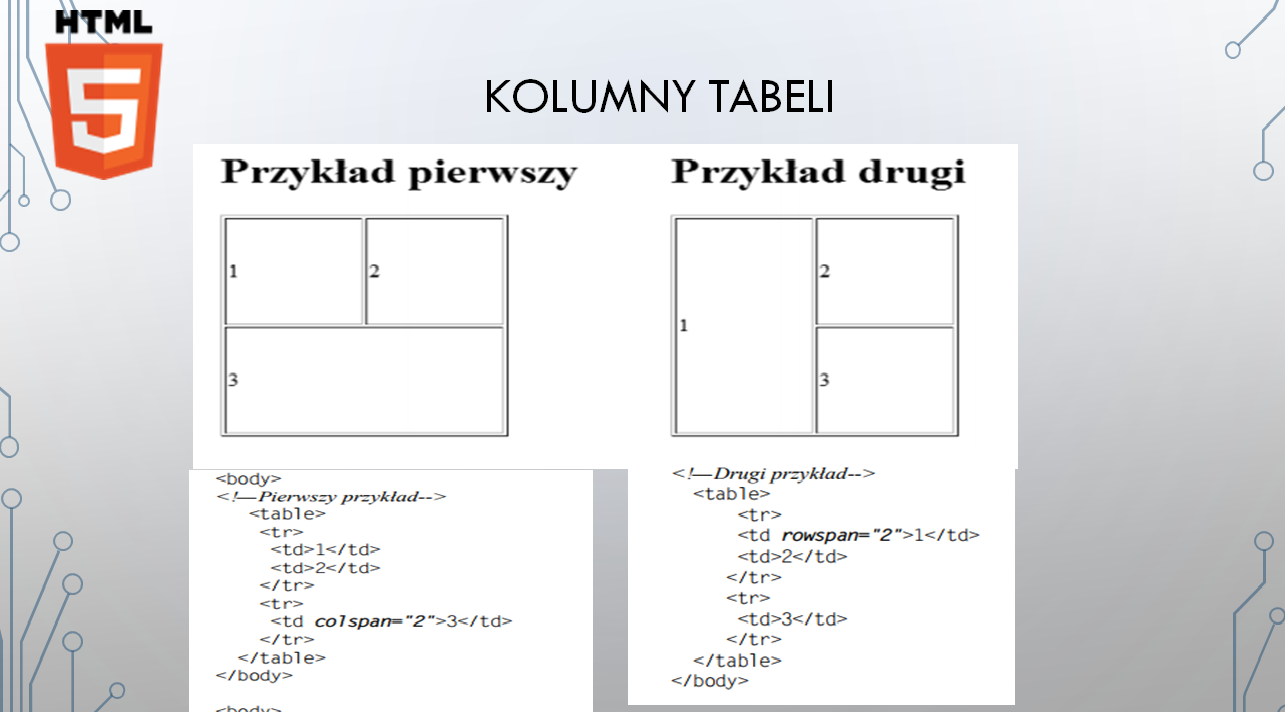 HTML
5
KOLUMNY TABELI
Przykład pierwszy
1
2
3
Przykład drugi
1
2
3
<body>
<!—Pierwszy przykład-->
<table>
<tr>
<td>1</td>
<td>2</td>
</tr>
<tr>
<td colspan="2">3</td>
</tr>
</table>
</body>
<body>
<!—Drugi przykład-->
<table>
<tr>
<td rowspan="2">1</td>
<td>2</td>
</tr>
<tr>
<td>3</td>
</tr>
</table>
</body>